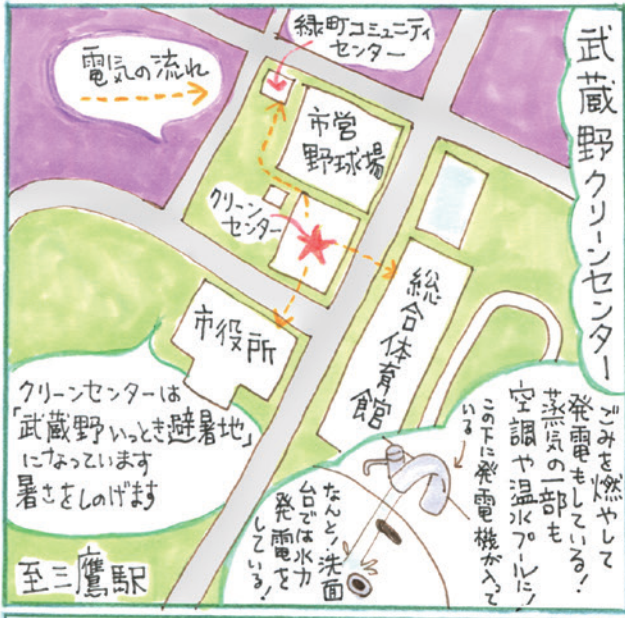 武蔵野クリーンセンター
緑町コミュニティ
センター
電気の流れ
市営
野球場
クリーン
センター
総合体育館
市役所
クリーンセンターは
「武蔵野いっとき避暑地」
になっています
暑さをしのげます
至三鷹駅
ごみを燃やして
発電もしている!
蒸気の一部も
空調や温水プールに!
この下に発電機が入って
いる
なんと!洗面
台では水力
発電を
している!